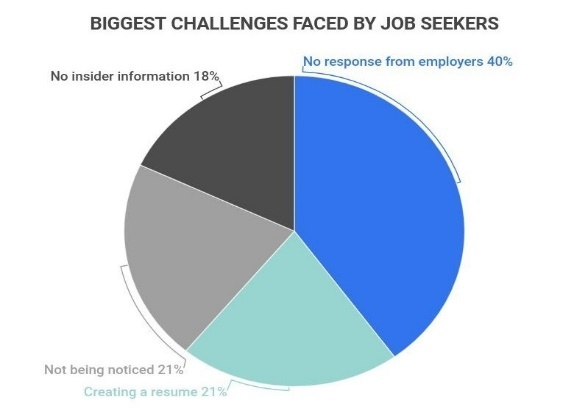 BIGGEST CHALLENGES FACED BY JOB SEEKERS
No response from employers 40%
No insider information 18%
Not being noticed 21%
Creating a resume 21%